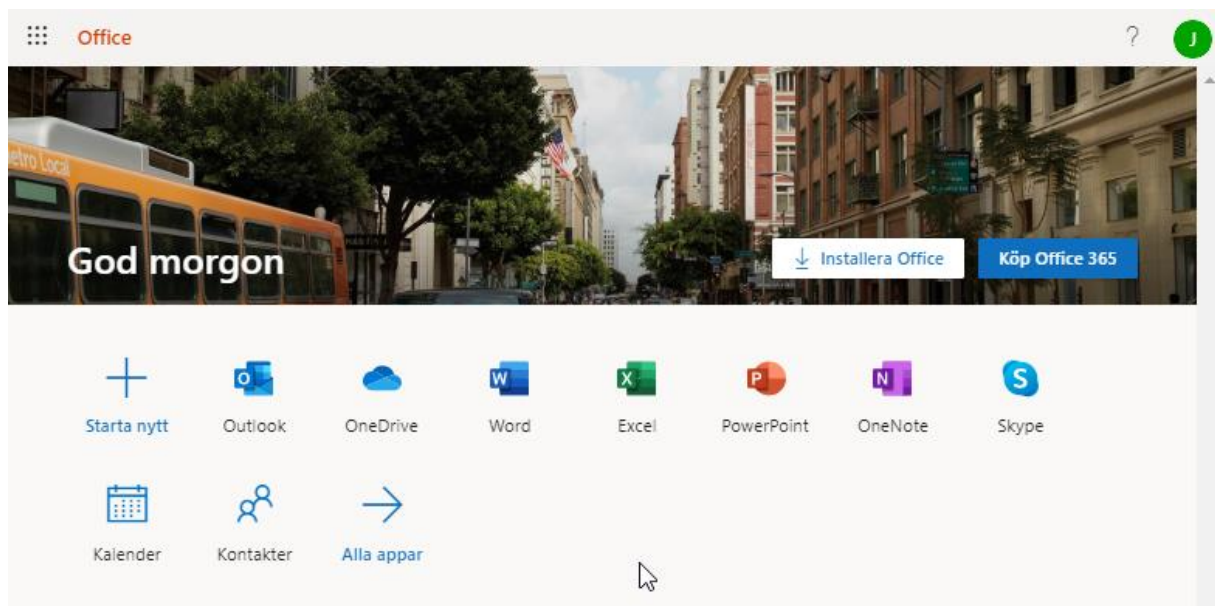 Office
?
J
etro Local
God morgon
Installera Office
Köp Office 365
Starta nytt
Outlook
OneDrive
Word
Excel
PowerPoint
OneNote
Skype
Kalender
Kontakter
Alla appar